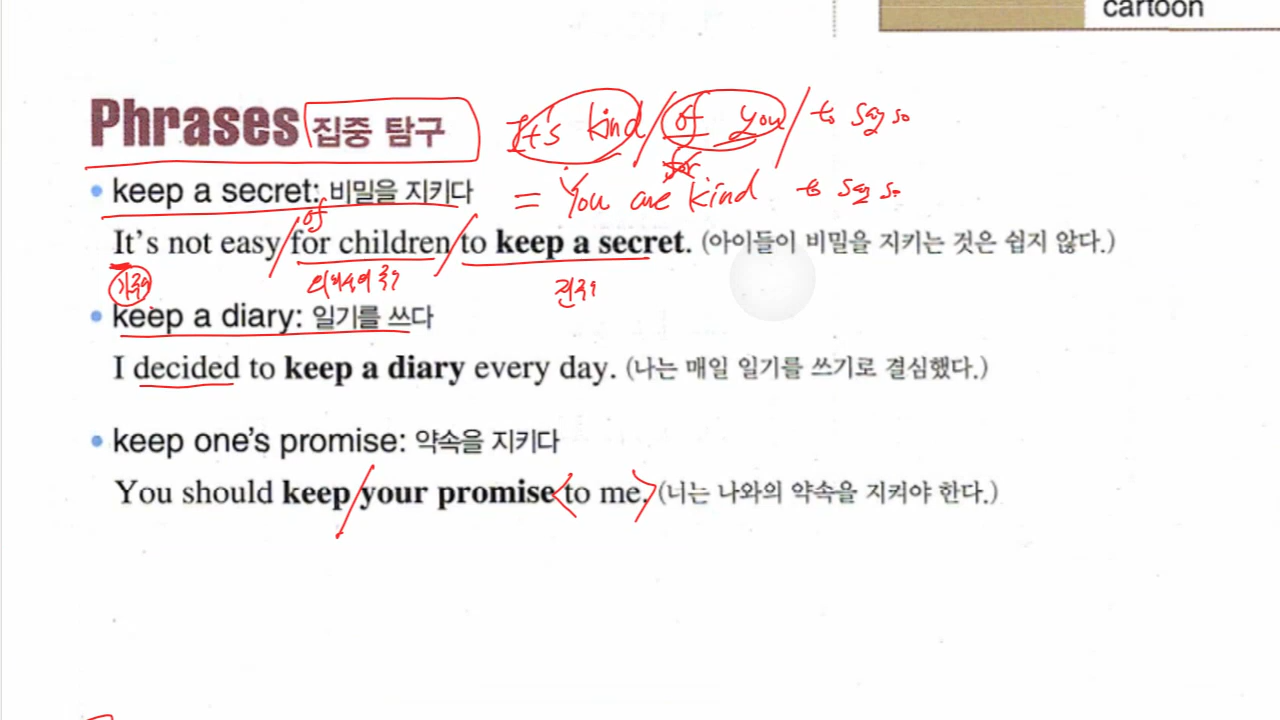 cartoon
Phrases 집중 탐구
It's kind / of you / to say so
for
= You are kind to say so
• keep a secret: 비밀을 지키다
of
It's not easy / for children / to keep a secret. (아이들이 비밀을 지키는 것은 쉽지 않다.)
가주어 의미상의 주어 진주어
• keep a diary: 일기를 쓰다
I decided to keep a diary every day. (나는 매일 일기를 쓰기로 결심했다.)
• keep one's promise: 약속을 지키다
You should keep / your promise <to me.> (너는 나와의 약속을 지켜야 한다.)